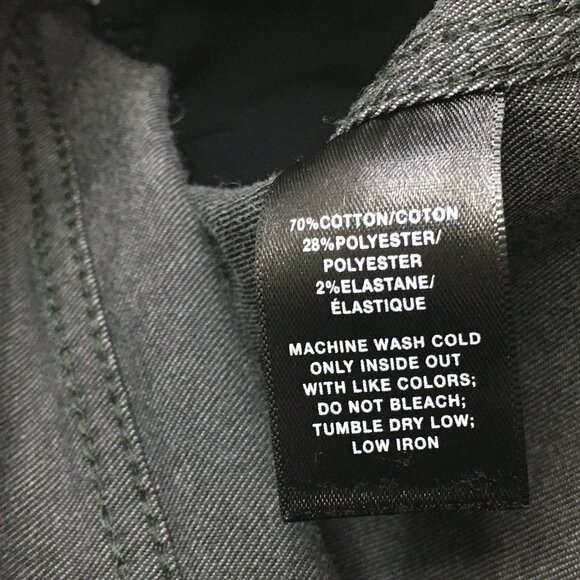 70%COTTON/COTON
28%POLYESTER/
POLYESTER
2%ELASTANE/
ÉLASTIQUE
MACHINE WASH COLD
ONLY INSIDE OUT
WITH LIKE COLORS;
DO NOT BLEACH;
TUMBLE DRY LOW;
LOW IRON